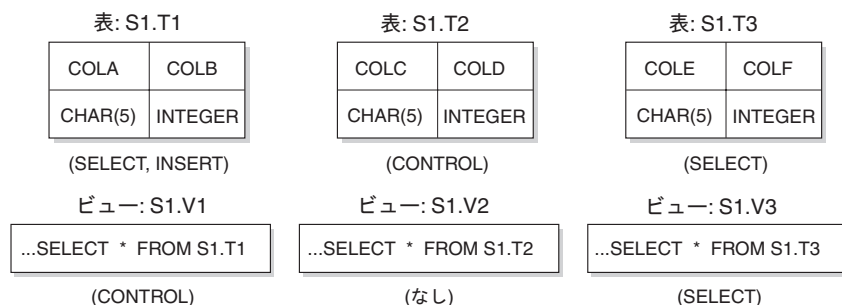 表: S1.T1
表: S1.T2
表: S1.T3
COLA COLB
COLC COLD
COLE COLF
CHAR(5) INTEGER
CHAR(5) INTEGER
CHAR(5) INTEGER
(SELECT, INSERT)
(CONTROL)
(SELECT)
ビュー: S1.V1
ビュー: S1.V2
ビュー: S1.V3
...SELECT * FROM S1.T1
...SELECT * FROM S1.T2
...SELECT * FROM S1.T3
(CONTROL)
(なし)
(SELECT)